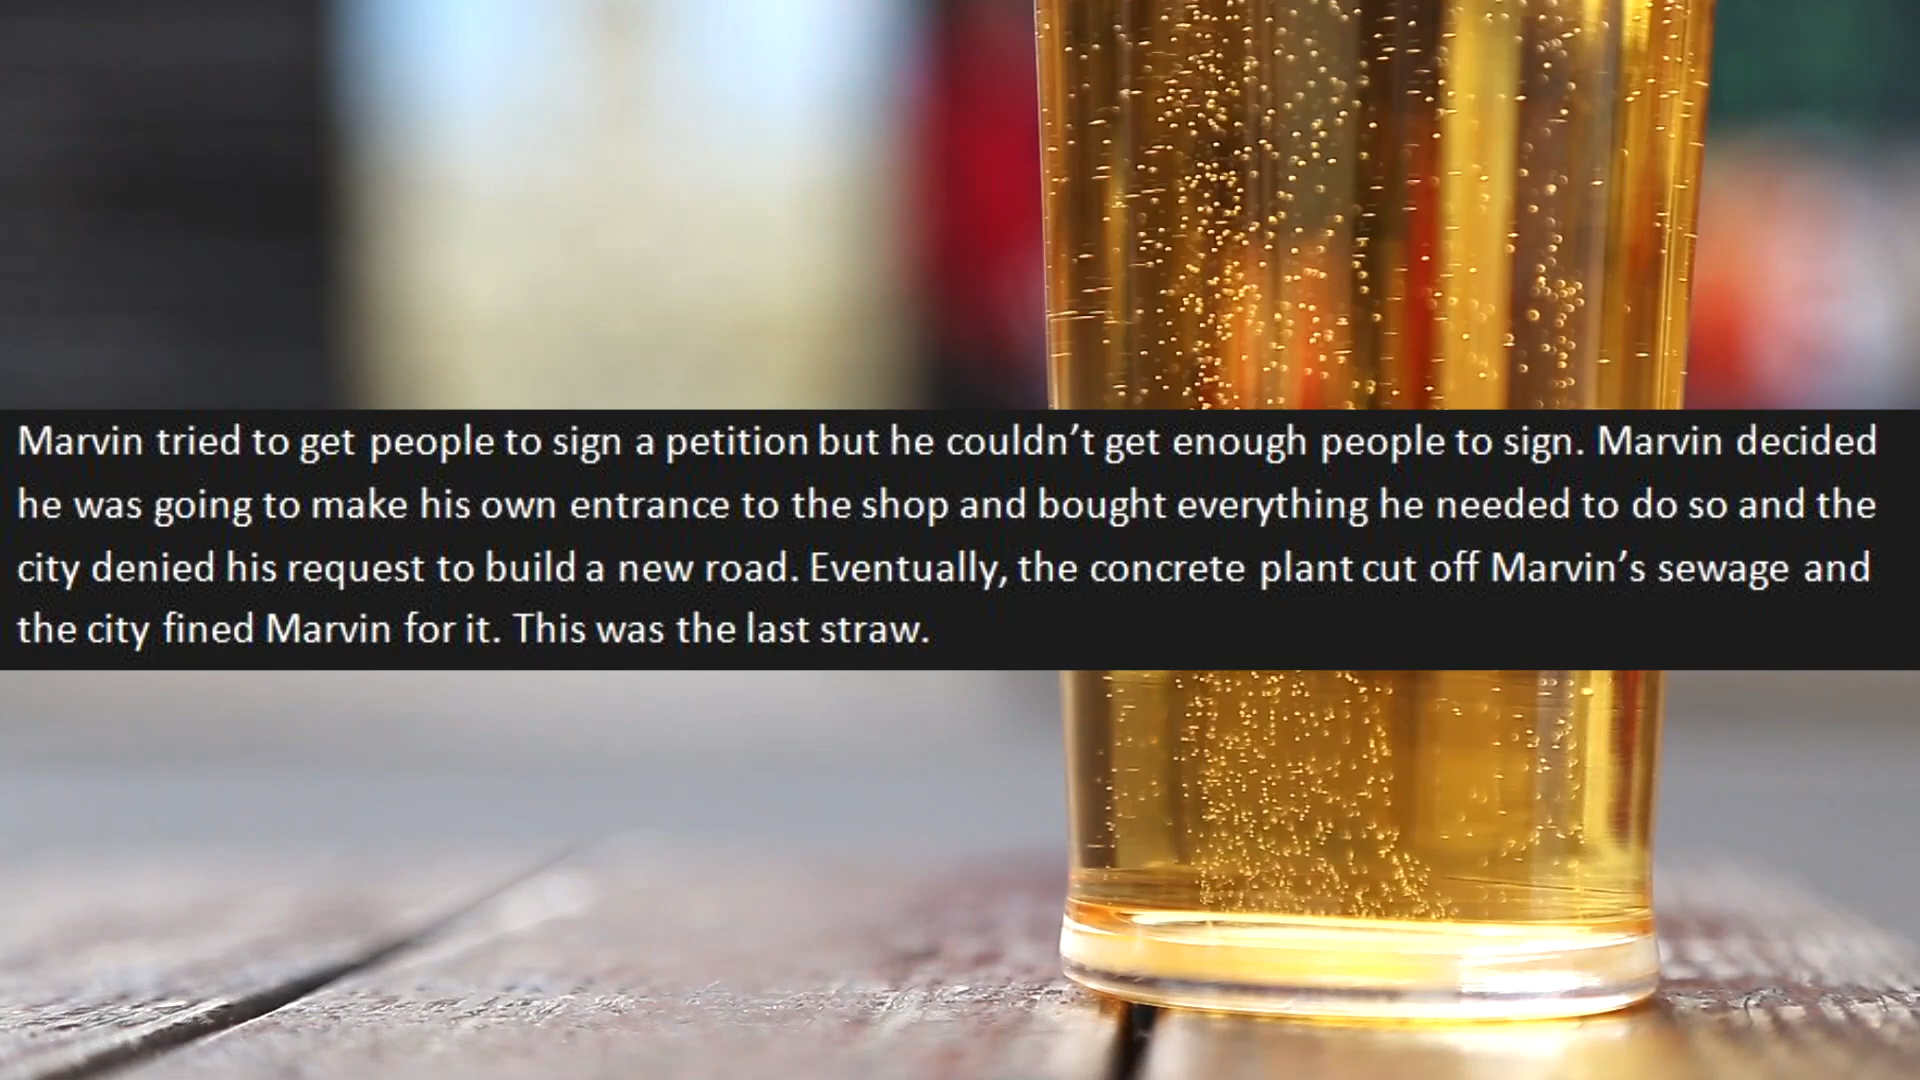 Marvin tried to get people to sign a petition but he couldn’t get enough people to sign. Marvin decided
he was going to make his own entrance to the shop and bought everything he needed to do so and the
city denied his request to build a new road. Eventually, the concrete plant cut off Marvin’s sewage and
the city fined Marvin for it. This was the last straw.